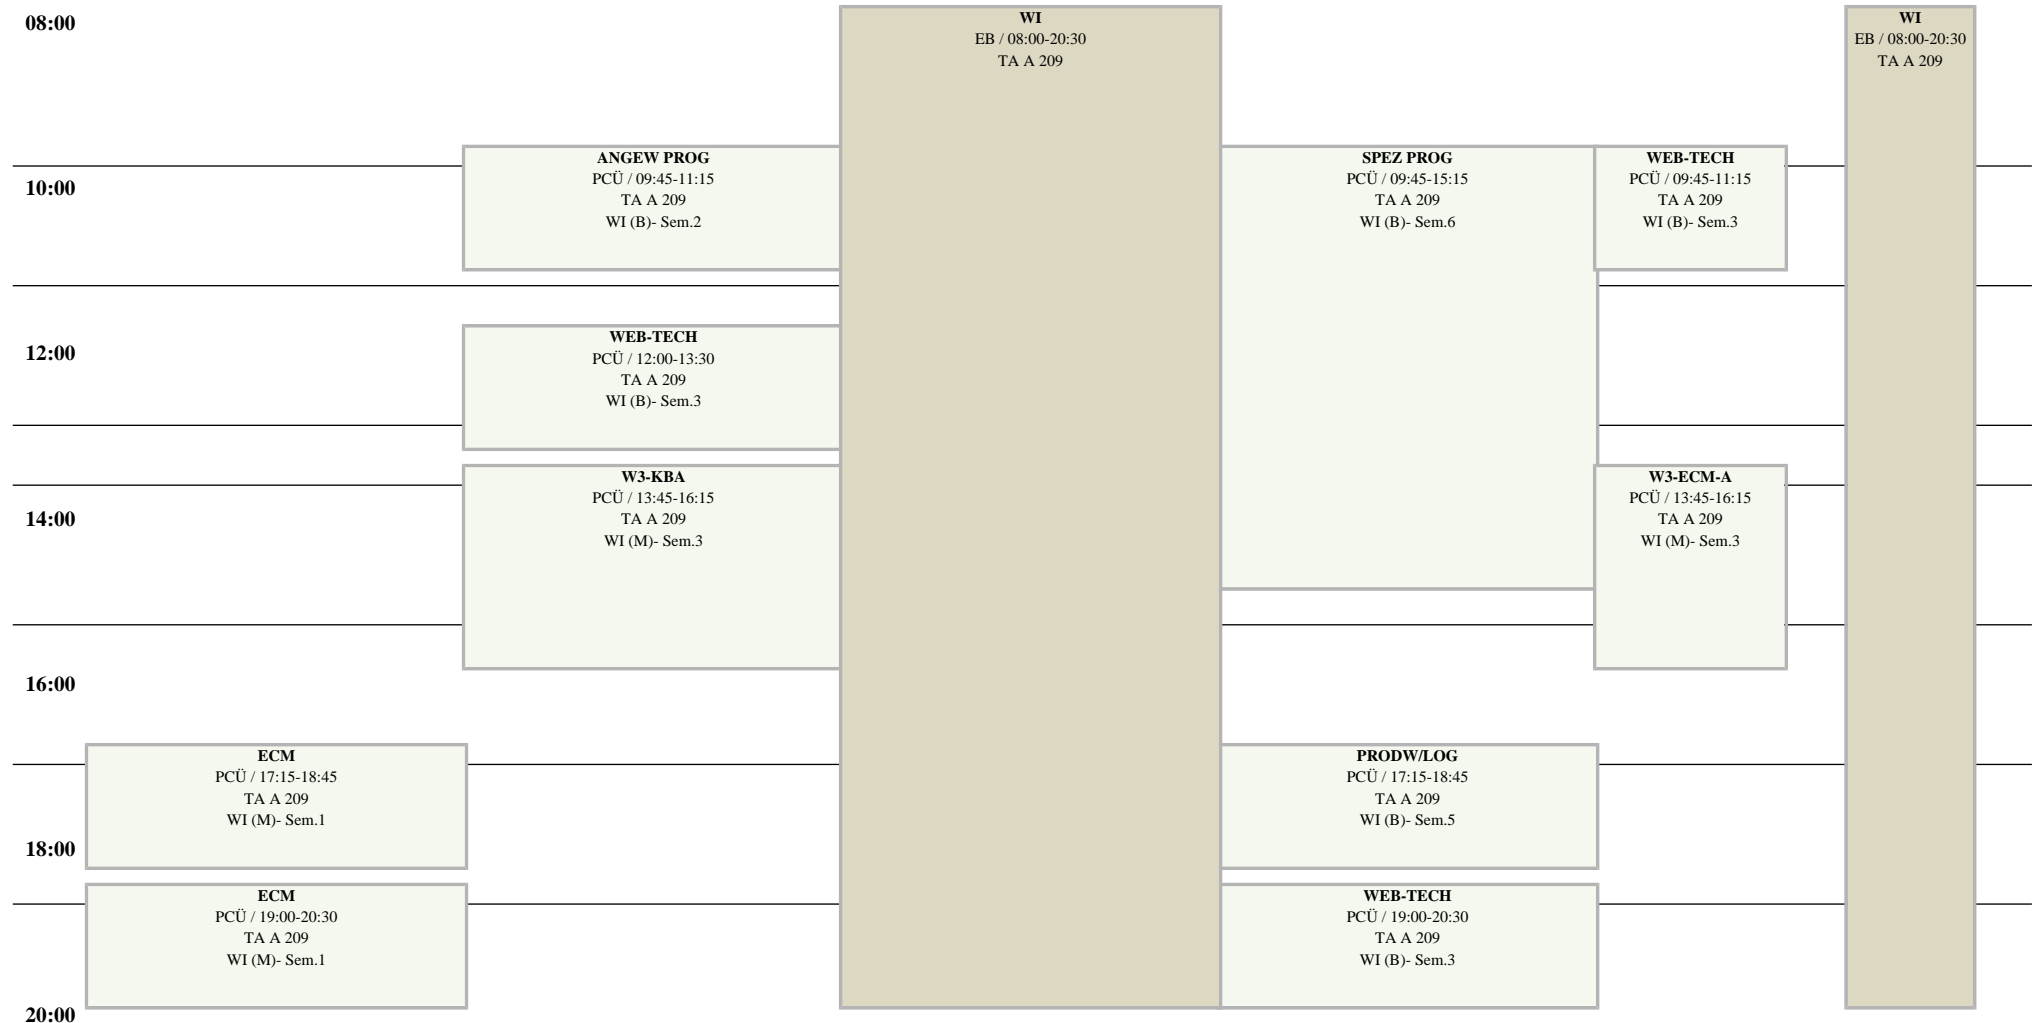 08:00
10:00
12:00
14:00
16:00
18:00
20:00
ECM
PCÜ / 17:15-18:45
TA A 209
WI (M)- Sem.1
ECM
PCÜ / 19:00-20:30
TA A 209
WI (M)- Sem.1
ANGEW PROG
PCÜ / 09:45-11:15
TA A 209
WI (B)- Sem.2
WEB-TECH
PCÜ / 12:00-13:30
TA A 209
WI (B)- Sem.3
W3-KBA
PCÜ / 13:45-16:15
TA A 209
WI (M)- Sem.3
WI
EB / 08:00-20:30
TA A 209
SPEZ PROG
PCÜ / 09:45-15:15
TA A 209
WI (B)- Sem.6
PRODW/LOG
PCÜ / 17:15-18:45
TA A 209
WI (B)- Sem.5
WEB-TECH
PCÜ / 19:00-20:30
TA A 209
WI (B)- Sem.3
WEB-TECH
PCÜ / 09:45-11:15
TA A 209
WI (B)- Sem.3
W3-ECM-A
PCÜ / 13:45-16:15
TA A 209
WI (M)- Sem.3
WI
EB / 08:00-20:30
TA A 209